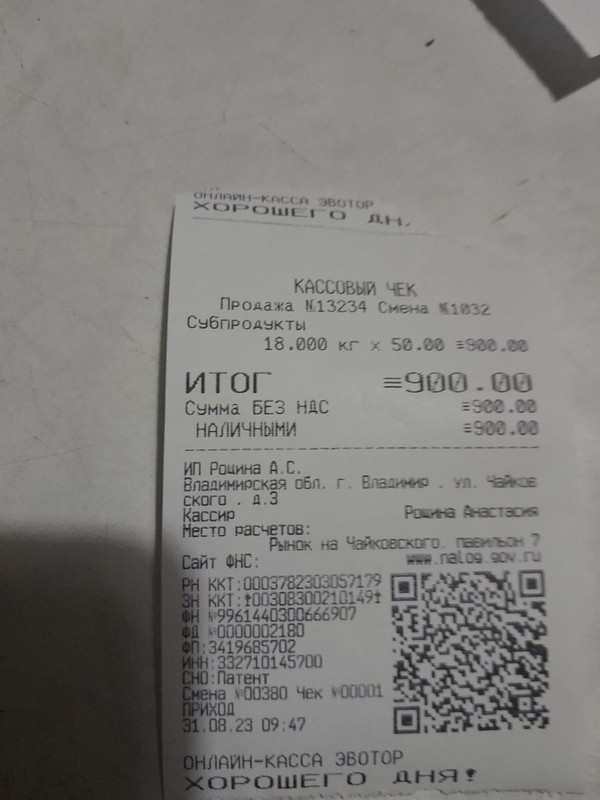 ОНЛАЙН-КАССА ЭВОТОР
ХОРОШЕГО ДН
КАССОВЫЙ ЧЕК
Продажа №13234 Смена №1032
Субпродукты
18.000 кг x 50.00 ≡900.00
ИТОГ ≡900.00
Сумма БЕЗ НДС ≡900.00
НАЛИЧНЫМИ ≡900.00
ИП Рощина А.С.
Владимирская обл. г. Владимир . ул. Чайков
ского . д.3
Кассир Рощина Анастасия
Место расчетов:
Рынок на Чайковского. павильон 7
Сайт ФНС: www.nalog.gov.ru
РН ККТ:0003782303057179
ЗН ККТ:↑00308300210149↑
ФН №9961440300666907
ФД №0000002180
ФП:3419685702
ИНН:332710145700
СНО:Патент
Смена №00380 Чек №00001
ПРИХОД
31.08.23 09:47
ОНЛАЙН-КАССА ЭВОТОР
ХОРОШЕГО ДНЯ!